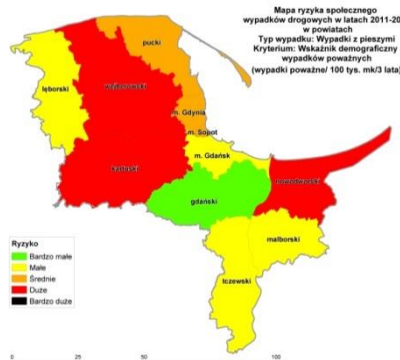 Mapa ryzyka społecznego
wypadków drogowych w latach 2011-20
w powiatach
Typ wypadku: Wypadki z pieszymi
Kryterium: Wskaźnik demograficzny
wypadków poważnych
(wypadki poważne/ 100 tys. mk/3 lata)
pucki
wejherowski
lęborski
m. Gdynia
m. Sopot
m. Gdańsk
kartuski
nowodworski
gdański
malborski
tczewski
Ryzyko
Bardzo małe
Małe
Średnie
Duże
Bardzo duże
0 25 50 100